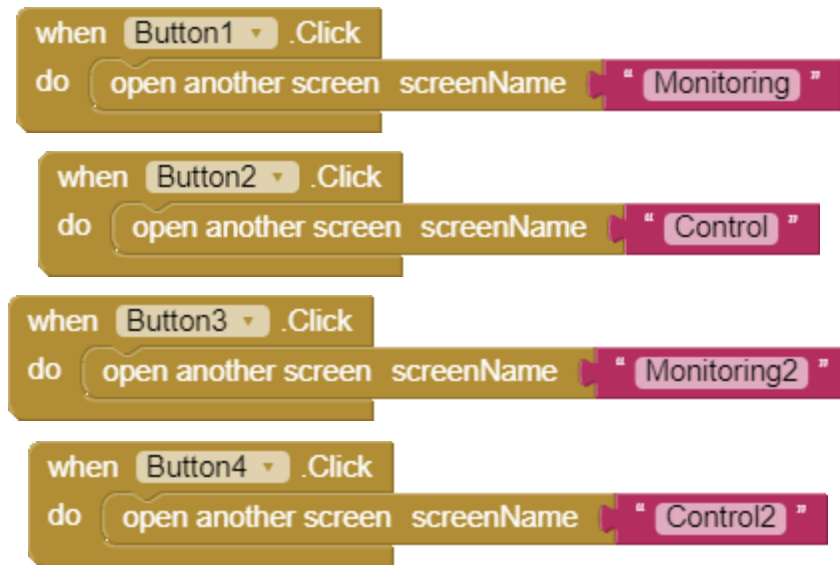 when Button1 .Click
do open another screen screenName “ Monitoring ”
when Button2 .Click
do open another screen screenName “ Control ”
when Button3 .Click
do open another screen screenName “ Monitoring2 ”
when Button4 .Click
do open another screen screenName “ Control2 ”